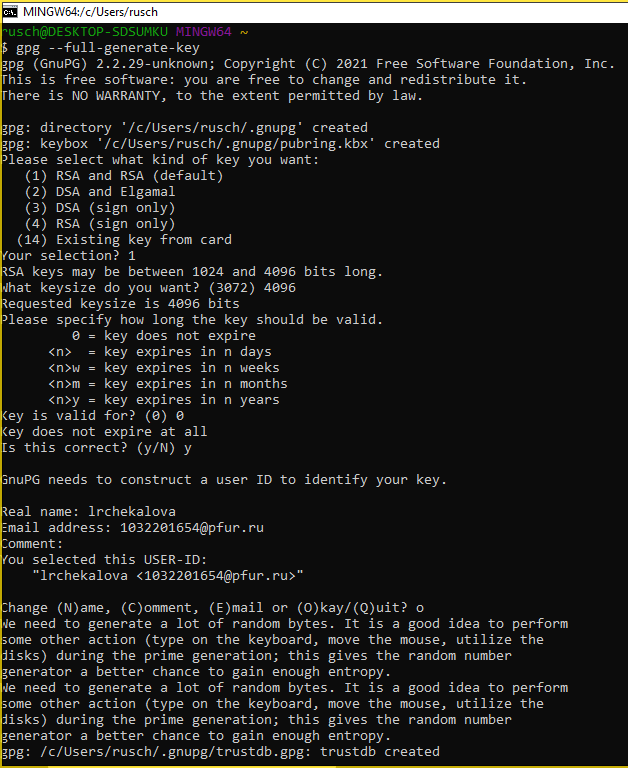 MINGW64:/c/Users/rusch
rusch@DESKTOP-SDSUMKU MINGW64 ~
$ gpg --full-generate-key
gpg (GnuPG) 2.2.29-unknown; Copyright (C) 2021 Free Software Foundation, Inc.
This is free software: you are free to change and redistribute it.
There is NO WARRANTY, to the extent permitted by law.

gpg: directory '/c/Users/rusch/.gnupg' created
gpg: keybox '/c/Users/rusch/.gnupg/pubring.kbx' created
Please select what kind of key you want:
   (1) RSA and RSA (default)
   (2) DSA and Elgamal
   (3) DSA (sign only)
   (4) RSA (sign only)
  (14) Existing key from card
Your selection? 1
RSA keys may be between 1024 and 4096 bits long.
What keysize do you want? (3072) 4096
Requested keysize is 4096 bits
Please specify how long the key should be valid.
         0 = key does not expire
      <n>  = key expires in n days
      <n>w = key expires in n weeks
      <n>m = key expires in n months
      <n>y = key expires in n years
Key is valid for? (0) 0
Key does not expire at all
Is this correct? (y/N) y

GnuPG needs to construct a user ID to identify your key.

Real name: lrchekalova
Email address: 1032201654@pfur.ru
Comment:
You selected this USER-ID:
    "lrchekalova <1032201654@pfur.ru>"

Change (N)ame, (C)omment, (E)mail or (O)kay/(Q)uit? o
We need to generate a lot of random bytes. It is a good idea to perform
some other action (type on the keyboard, move the mouse, utilize the
disks) during the prime generation; this gives the random number
generator a better chance to gain enough entropy.
We need to generate a lot of random bytes. It is a good idea to perform
some other action (type on the keyboard, move the mouse, utilize the
disks) during the prime generation; this gives the random number
generator a better chance to gain enough entropy.
gpg: /c/Users/rusch/.gnupg/trustdb.gpg: trustdb created